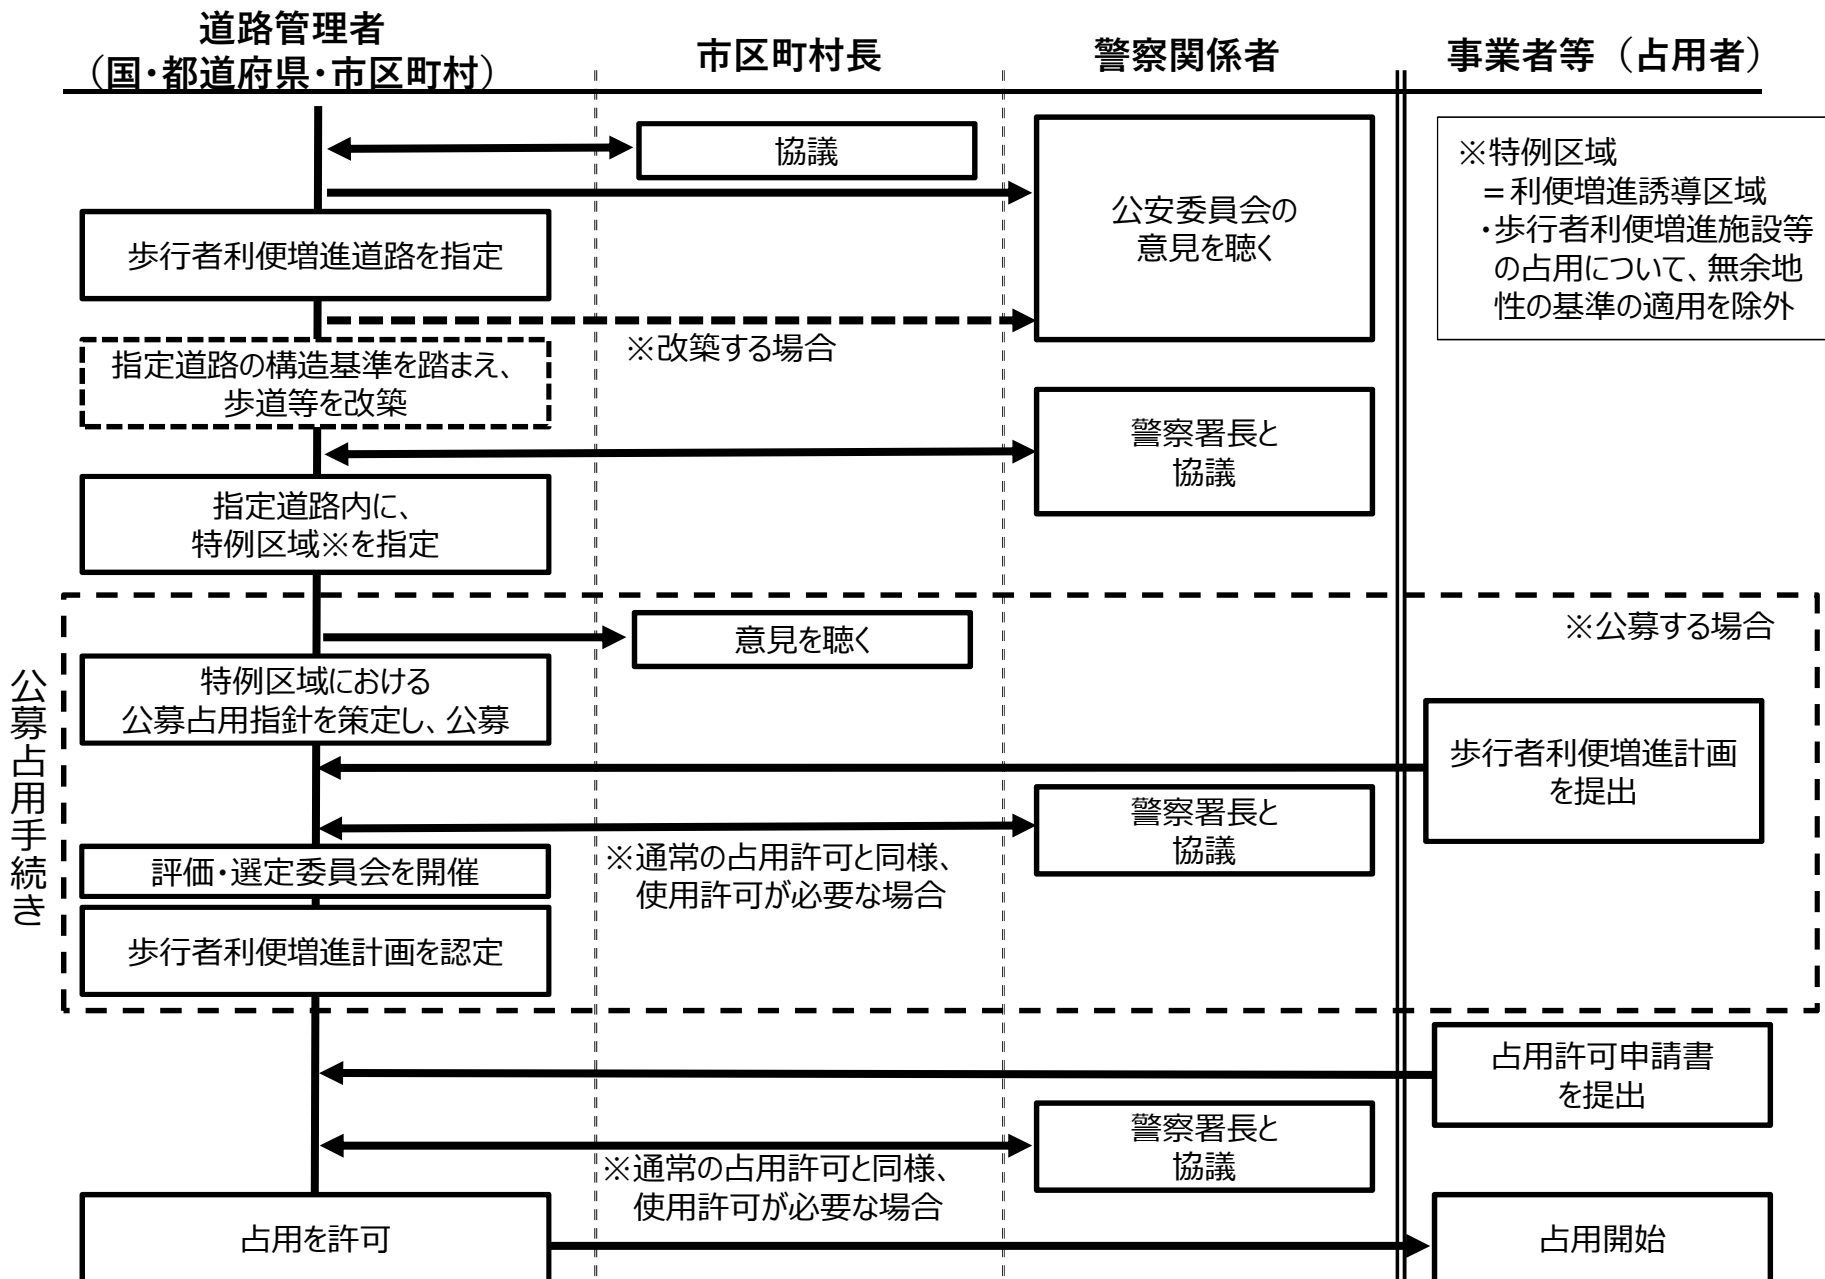 道路管理者
（国・都道府県・市区町村）
市区町村長
警察関係者
事業者等（占用者）
協議
公安委員会の
意見を聴く
※特例区域
＝利便増進誘導区域
・歩行者利便増進施設等
の占用について、無余地
性の基準の適用を除外
歩行者利便増進道路を指定
※改築する場合
指定道路の構造基準を踏まえ、
歩道等を改築
警察署長と
協議
指定道路内に、
特例区域※を指定
公募占用手続き
※公募する場合
意見を聴く
特例区域における
公募占用指針を策定し、公募
歩行者利便増進計画
を提出
警察署長と
協議
※通常の占用許可と同様、
使用許可が必要な場合
評価・選定委員会を開催
歩行者利便増進計画を認定
占用許可申請書
を提出
警察署長と
協議
※通常の占用許可と同様、
使用許可が必要な場合
占用を許可
占用開始